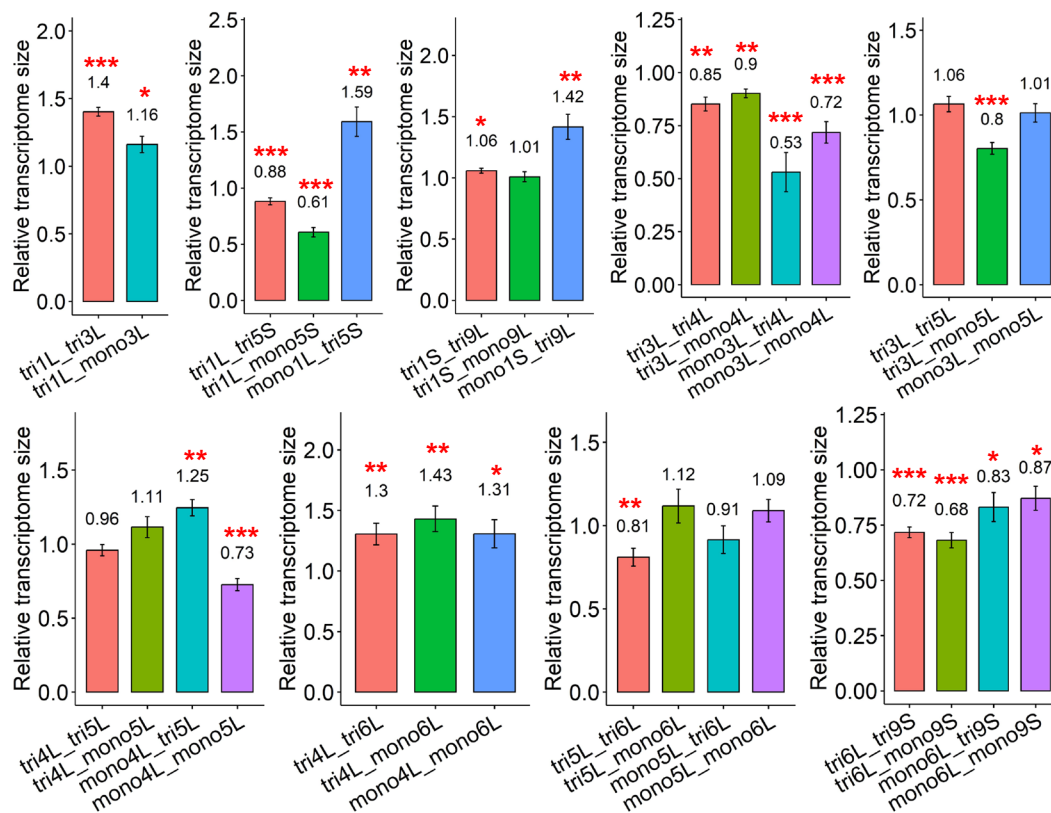 Relative transcriptome size
2.0
1.5
1.0
0.5
0.0
***
1.4
*
1.16
tri1L_tri3L
tri1L_mono3L
Relative transcriptome size
2.5
2.0
1.5
1.0
0.5
0.0
***
0.88
***
0.61
**
1.59
tri1L_tri5S
tri1L_mono5S
mono1L_tri5S
Relative transcriptome size
2.0
1.5
1.0
0.5
0.0
*
1.06
1.01
**
1.42
tri1S_tri9L
tri1S_mono9L
mono1S_tri9L
Relative transcriptome size
1.25
1.00
0.75
0.50
0.25
0.00
**
0.85
**
0.9
***
0.53
***
0.72
tri3L_tri4L
tri3L_mono4L
mono3L_tri4L
mono3L_mono4L
Relative transcriptome size
1.5
1.0
0.5
0.0
1.06
***
0.8
1.01
tri3L_tri5L
tri3L_mono5L
mono3L_mono5L
Relative transcriptome size
1.5
1.0
0.5
0.0
0.96
1.11
**
1.25
***
0.73
tri4L_tri5L
tri4L_mono5L
mono4L_tri5L
mono4L_mono5L
Relative transcriptome size
2.0
1.5
1.0
0.5
0.0
**
1.3
**
1.43
*
1.31
tri4L_tri6L
tri4L_mono6L
mono4L_mono6L
Relative transcriptome size
1.5
1.0
0.5
0.0
**
0.81
1.12
0.91
1.09
tri5L_tri6L
tri5L_mono6L
mono5L_tri6L
mono5L_mono6L
Relative transcriptome size
1.25
1.00
0.75
0.50
0.25
0.00
***
0.72
***
0.68
*
0.83
*
0.87
tri6L_tri9S
tri6L_mono9S
mono6L_tri9S
mono6L_mono9S